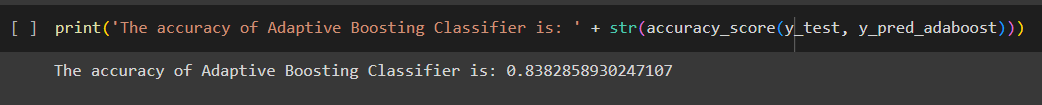 [ ] print('The accuracy of Adaptive Boosting Classifier is: ' + str(accuracy_score(y_test, y_pred_adaboost)))
The accuracy of Adaptive Boosting Classifier is: 0.8382858930247107